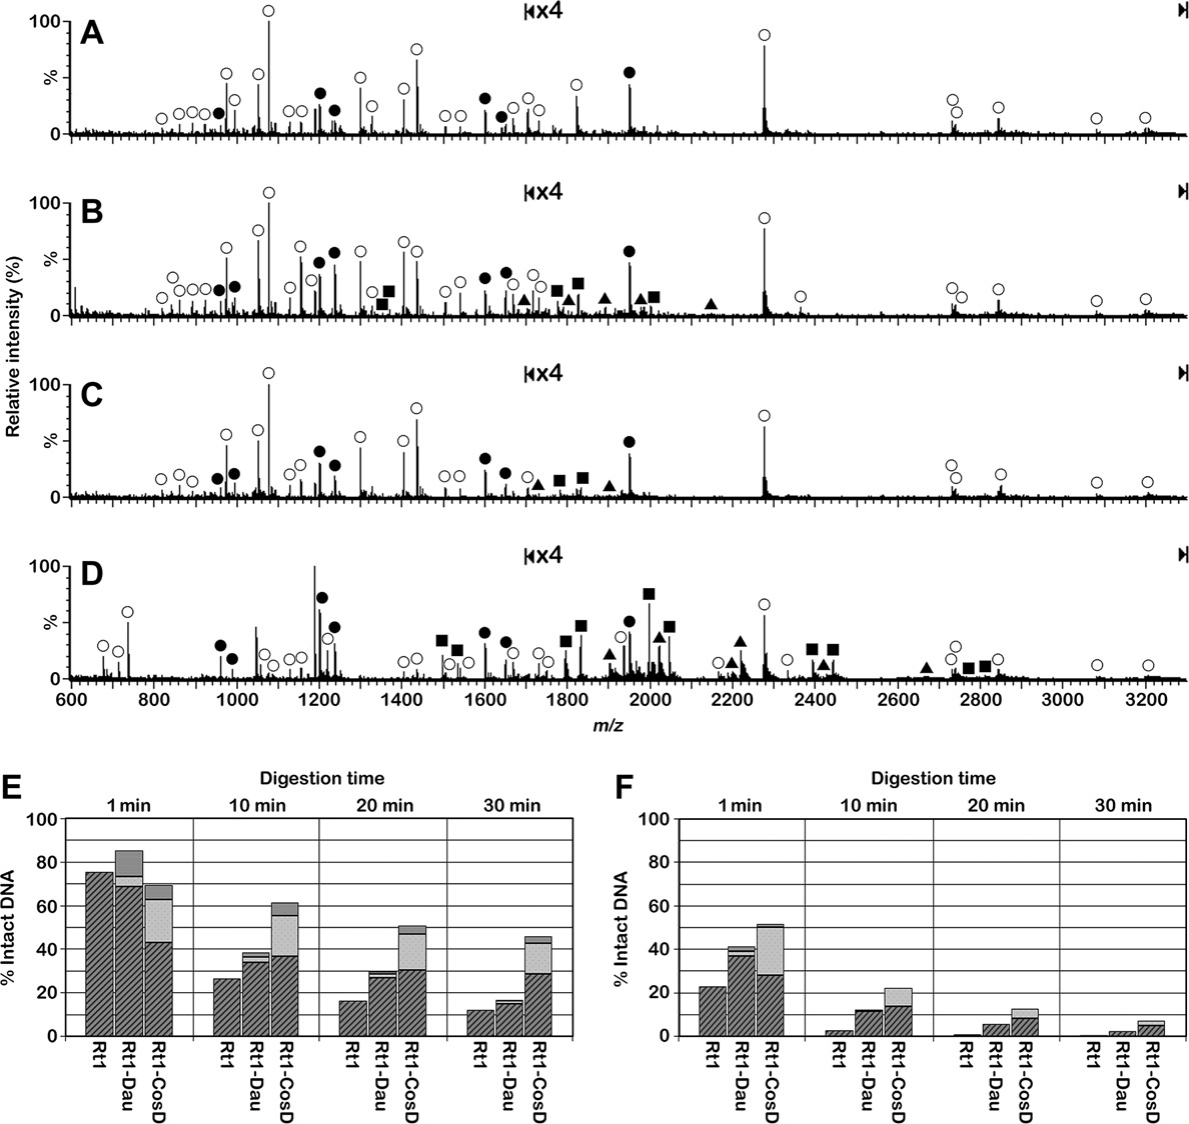 A
100
%
0
x4
B
100
%
0
x4
C
100
%
0
x4
D
100
%
0
x4
Relative intensity (%)
600 800 1000 1200 1400 1600 1800 2000 2200 2400 2600 2800 3000 3200
m/z
E
Digestion time
1 min 10 min 20 min 30 min
% Intact DNA
100
80
60
40
20
0
Rt1 Rt1-Dau Rt1-CosD Rt1 Rt1-Dau Rt1-CosD Rt1 Rt1-Dau Rt1-CosD Rt1 Rt1-Dau Rt1-CosD
F
Digestion time
1 min 10 min 20 min 30 min
% Intact DNA
100
80
60
40
20
0
Rt1 Rt1-Dau Rt1-CosD Rt1 Rt1-Dau Rt1-CosD Rt1 Rt1-Dau Rt1-CosD Rt1 Rt1-Dau Rt1-CosD